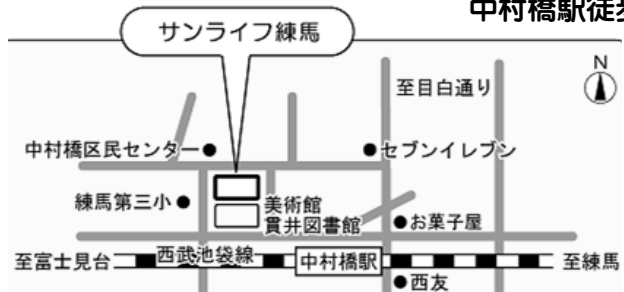 中村橋駅徒歩
サンライフ練馬
N
至目白通り
中村橋区民センター
セブンイレブン
練馬第三小
美術館
貫井図書館
お菓子屋
西武池袋線
至富士見台
中村橋駅
至練馬
西友